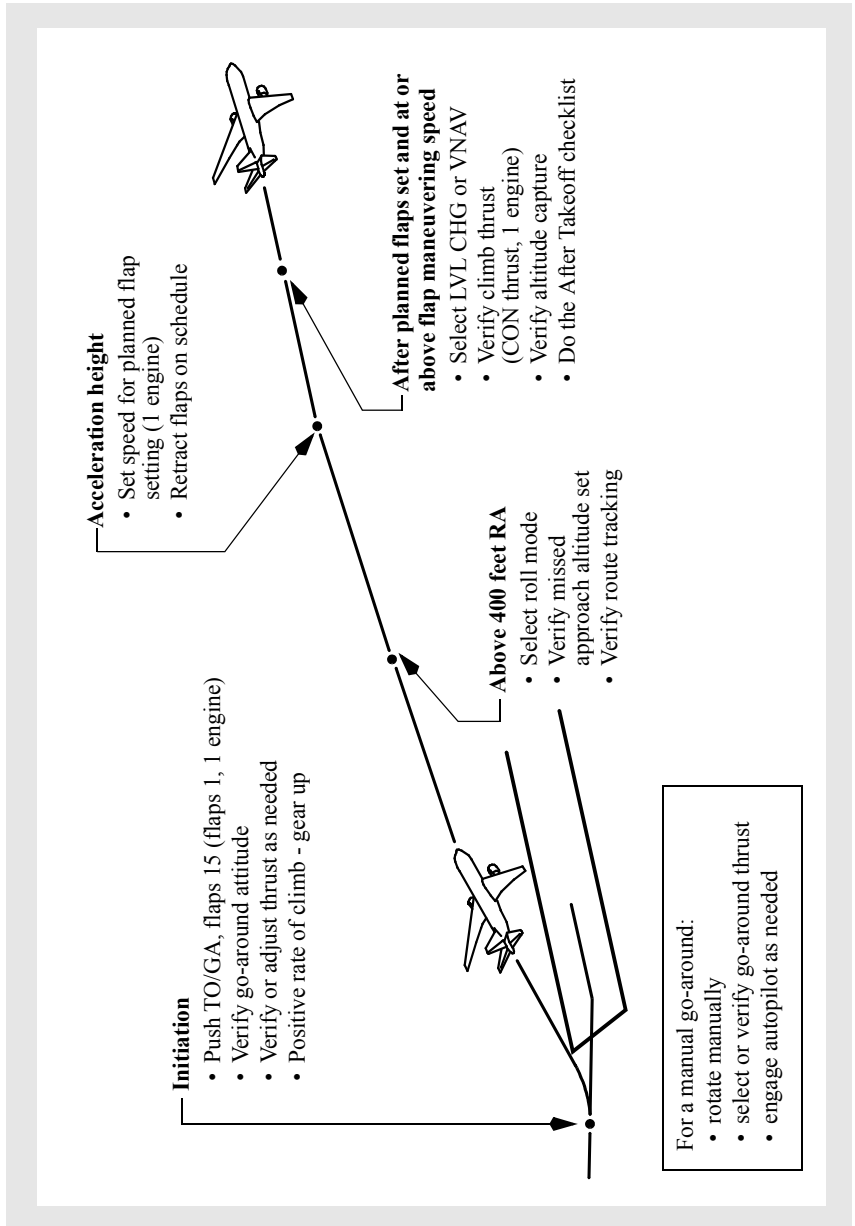 Initiation
• Push TO/GA, flaps 15 (flaps 1, 1 engine)
• Verify go-around attitude
• Verify or adjust thrust as needed
• Positive rate of climb - gear up
Above 400 feet RA
• Select roll mode
• Verify missed
approach altitude set
• Verify route tracking
Acceleration height
• Set speed for planned flap
setting (1 engine)
• Retract flaps on schedule
After planned flaps set and at or
above flap maneuvering speed
• Select LVL CHG or VNAV
• Verify climb thrust
(CON thrust, 1 engine)
• Verify altitude capture
• Do the After Takeoff checklist
For a manual go-around:
• rotate manually
• select or verify go-around thrust
• engage autopilot as needed